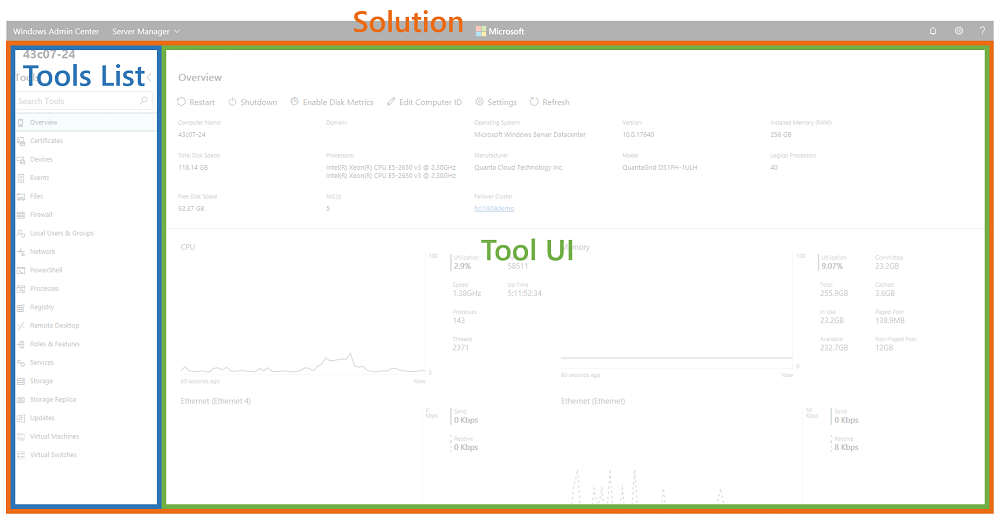 Solution
Windows Admin Center Server Manager Microsoft ?
43c07-24
Tools
Tools List
Search Tools
Overview
Certificates
Devices
Events
Files
Firewall
Local Users & Groups
Network
PowerShell
Processes
Registry
Remote Desktop
Roles & Features
Services
Storage
Storage Replica
Updates
Virtual Machines
Virtual Switches
Overview
Restart Shutdown Enable Disk Metrics Edit Computer ID Settings Refresh
Computer Name: Domain: Operating System: Version: Installed Memory (RAM):
43c07-24 Microsoft Windows Server Datacenter 10.0.17640 256 GB
Total Disk Space: Processors: Manufacturer: Model: Logical Processors
118.14 GB Intel(R) Xeon(R) CPU E5-2650 v3 @ 2.30GHz Quanta Cloud Technology Inc. QuantaGrid D51PH-1ULH 40
Intel(R) Xeon(R) CPU E5-2650 v3 @ 2.30GHz
Free Disk Space NIC(s) Failover Cluster
92.37 GB 5 hci1804demo
Tool UI
CPU
100
Utilization
2.9% 58511
Speed Up Time
1.38GHz 5:11:52:34
Processes
143
Threads
2371
0
60 seconds ago Now
Memory
100
Utilization Committed
9.07% 23.2GB
Total Cached
255.9GB 3.6GB
In Use Paged Pool
23.2GB 138.9MB
Available Non-Paged Pool
232.7GB 12GB
0
60 seconds ago Now
Ethernet (Ethernet 4)
2
Kbps
Send
0 Kbps
Receive
0 Kbps
Ethernet (Ethernet)
50
Kbps
Send
0 Kbps
Receive
8 Kbps